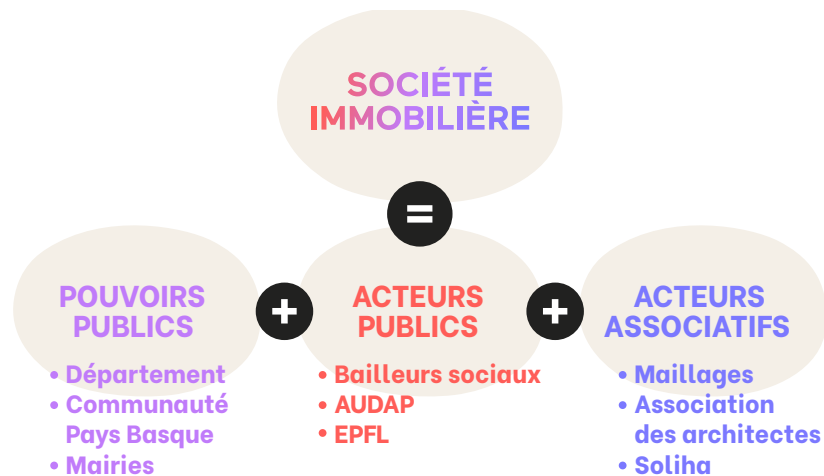 SOCIÉTÉ
IMMOBILIÈRE
=
POUVOIRS
PUBLICS
• Département
• Communauté
Pays Basque
• Mairies
+
ACTEURS
PUBLICS
• Bailleurs sociaux
• AUDAP
• EPFL
+
ACTEURS
ASSOCIATIFS
• Maillages
• Association
des architectes
• Soliha